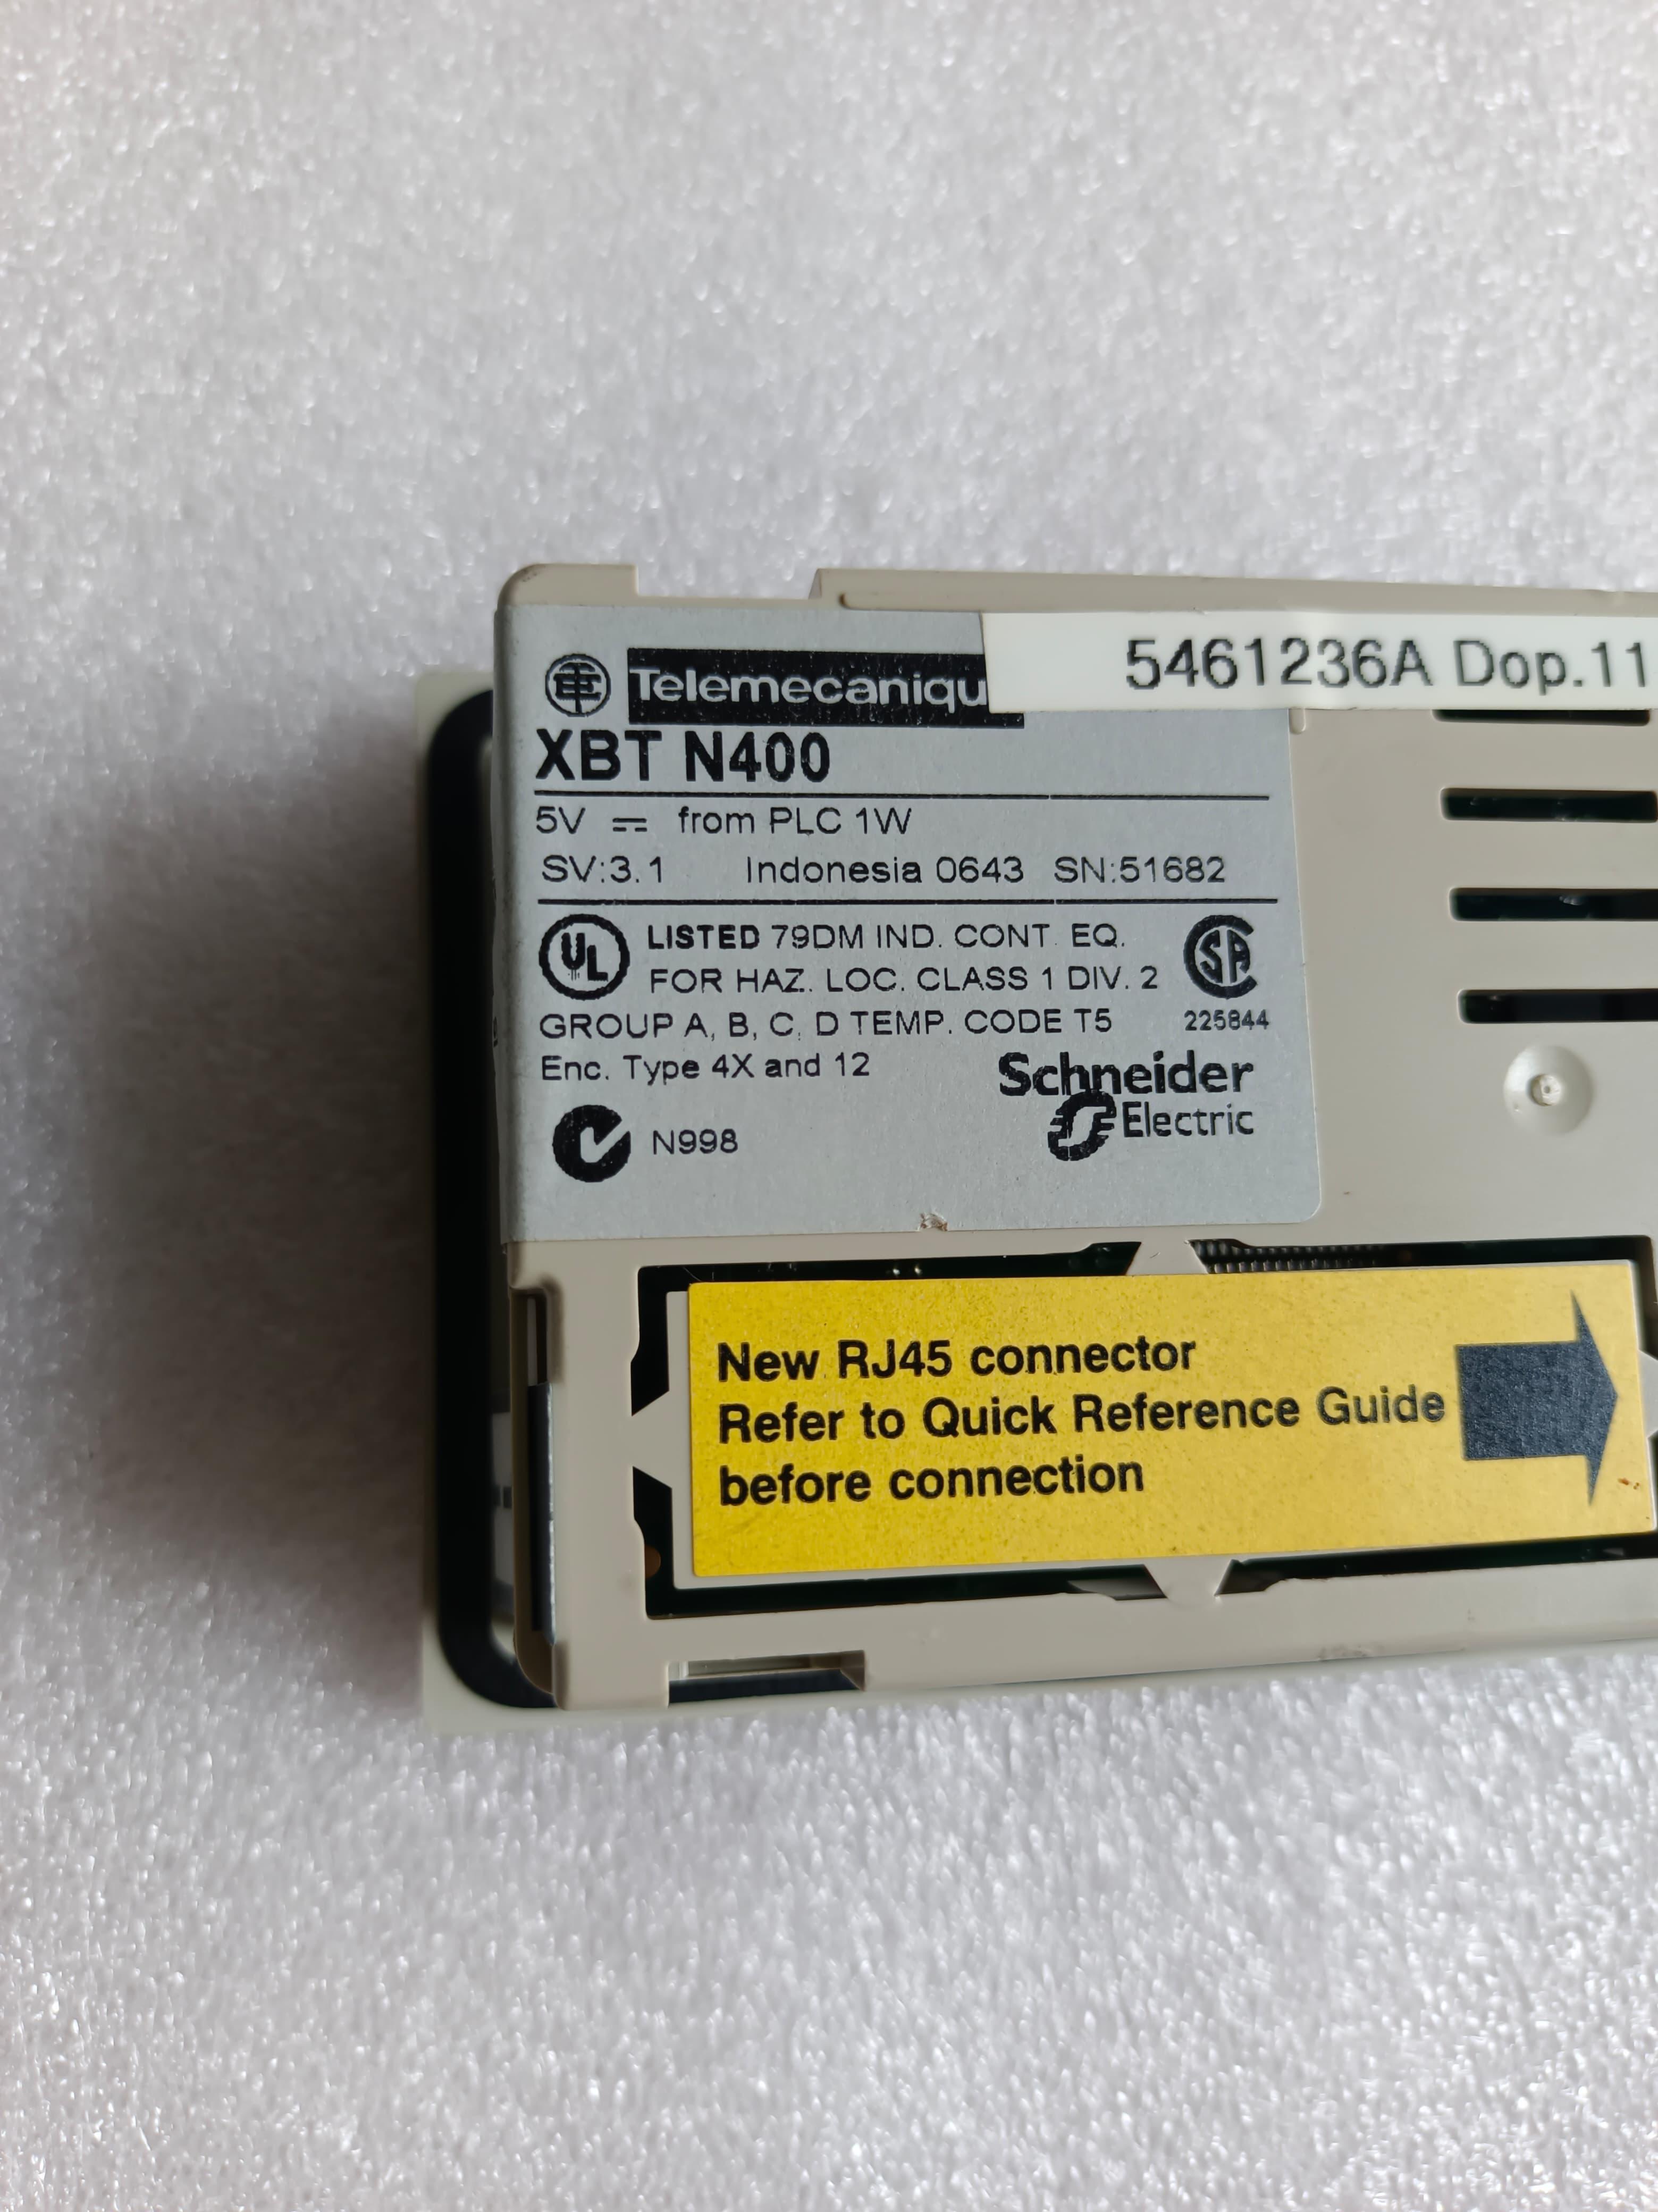 5461236A Dop.11
Telemecaniqu
XBT N400
5V from PLC 1W
SV:3.1 Indonesia 0643 SN:51682
UL LISTED 79DM IND. CONT. EQ.
FOR HAZ. LOC. CLASS 1 DIV. 2
GROUP A, B, C, D TEMP. CODE T5
SA 225844
Enc. Type 4X and 12
Schneider
Electric
N998
New RJ45 connector
Refer to Quick Reference Guide
before connection